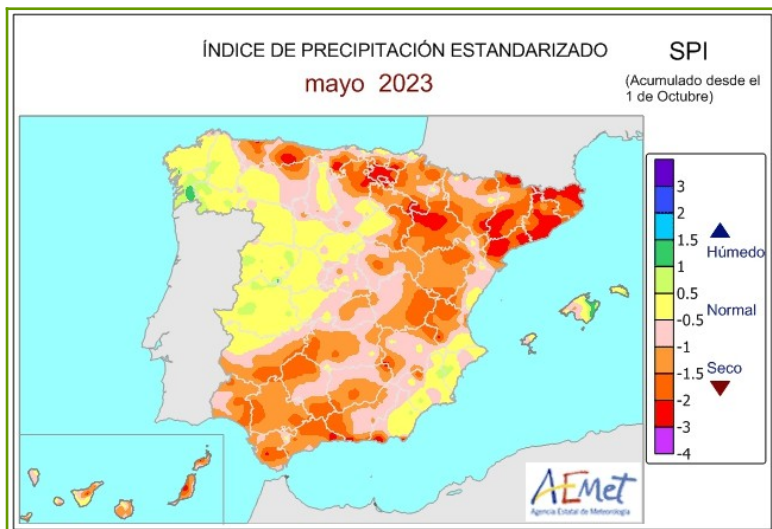 ÍNDICE DE PRECIPITACIÓN ESTANDARIZADO
SPI
mayo 2023
(Acumulado desde el
1 de Octubre)
3
2
1.5
1
0.5
-0.5
-1
-1.5
-2
-3
-4
Húmedo
Normal
Seco
AEMet
Agencia Estatal de Meteorología